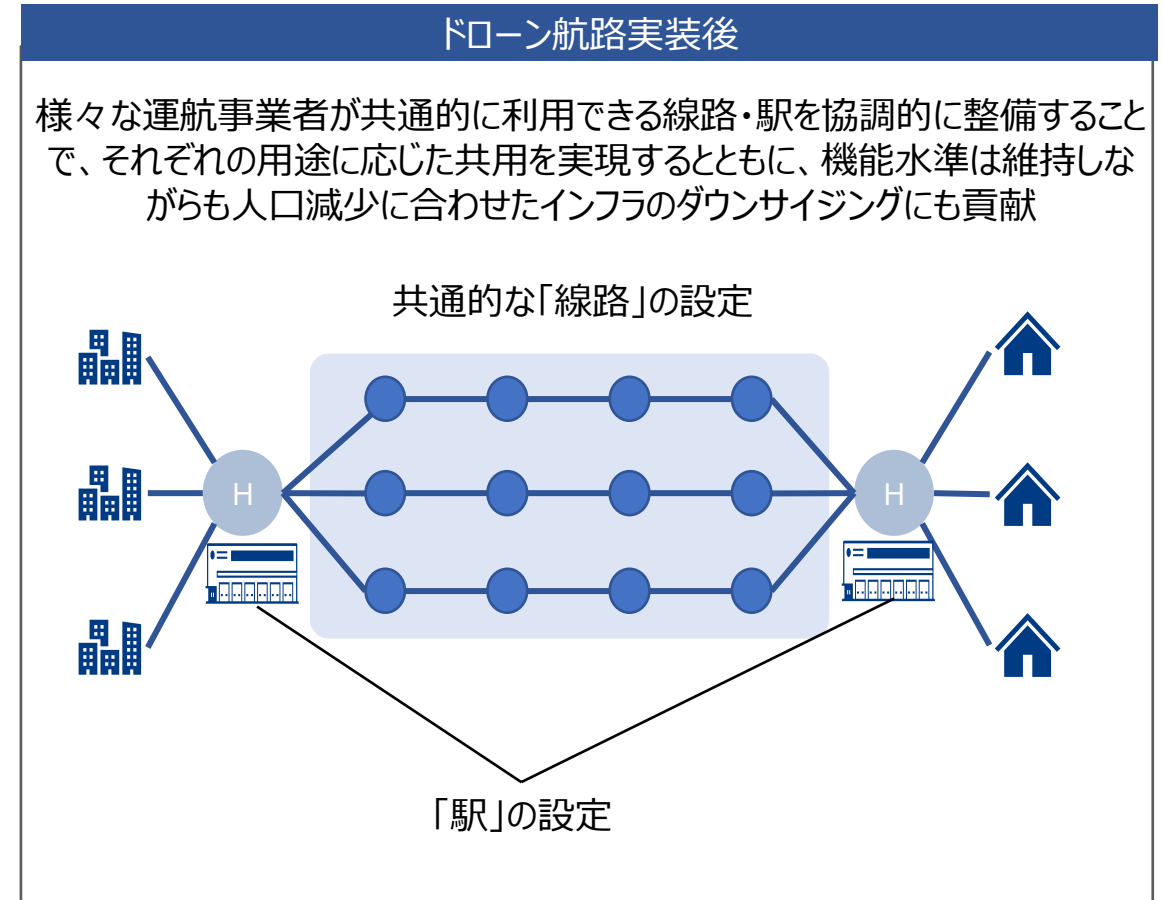 ドローン航路実装後
様々な運航事業者が共通的に利用できる線路・駅を協調的に整備すること
で、それぞれの用途に応じた共用を実現するとともに、機能水準は維持しな
がらも人口減少に合わせたインフラのダウンサイジングにも貢献
共通的な「線路」の設定
H
H
「駅」の設定